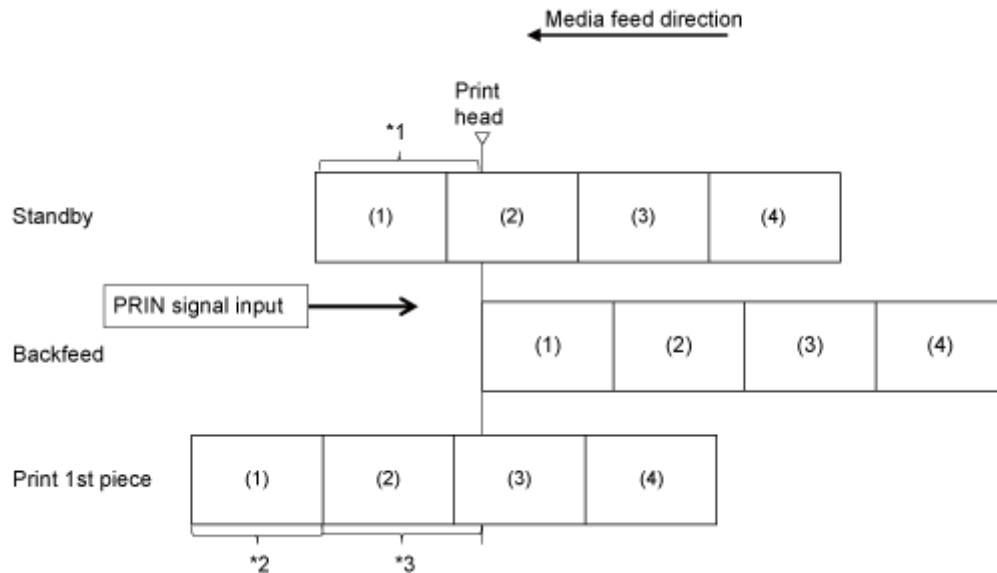 Media feed direction
Print
head
*1
Standby
(1)
(2)
(3)
(4)
PRIN signal input
Backfeed
(1)
(2)
(3)
(4)
Print 1st piece
(1)
(2)
(3)
(4)
*2
*3